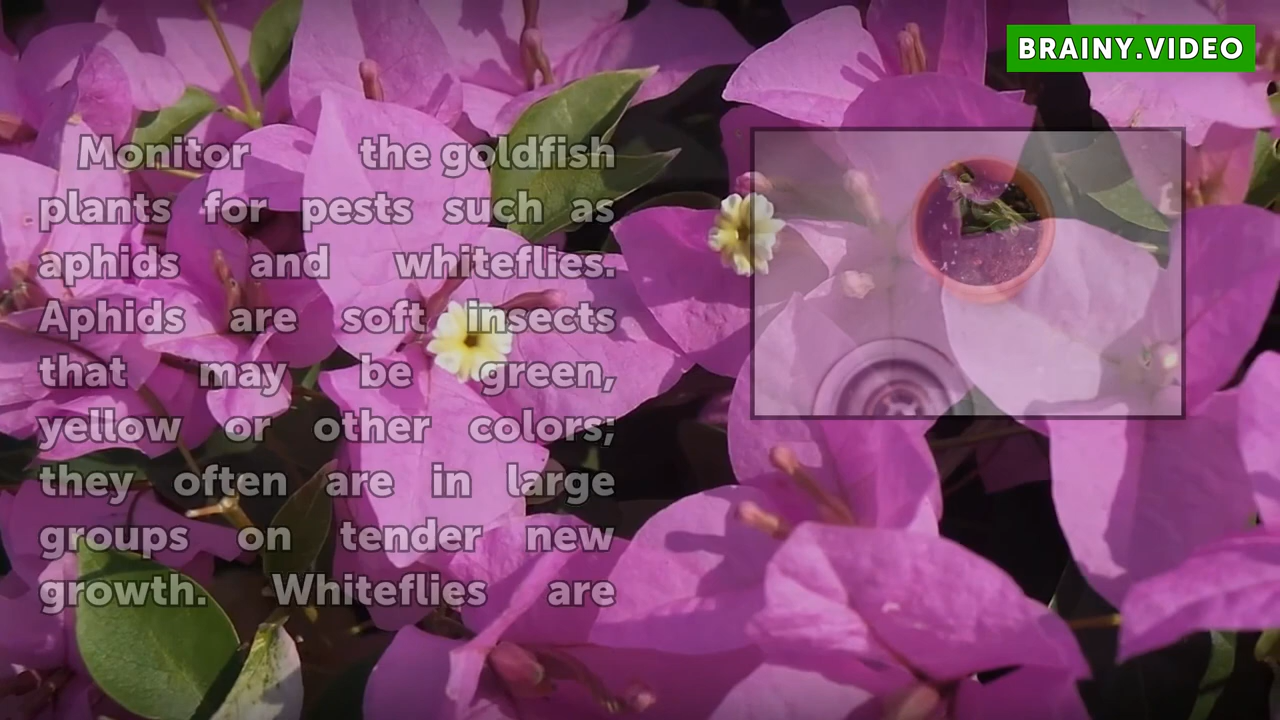 BRAINY.VIDEO
Monitor the goldfish
plants for pests such as
aphids and whiteflies.
Aphids are soft insects
that may be green,
yellow or other colors;
they often are in large
groups on tender new
growth. Whiteflies are